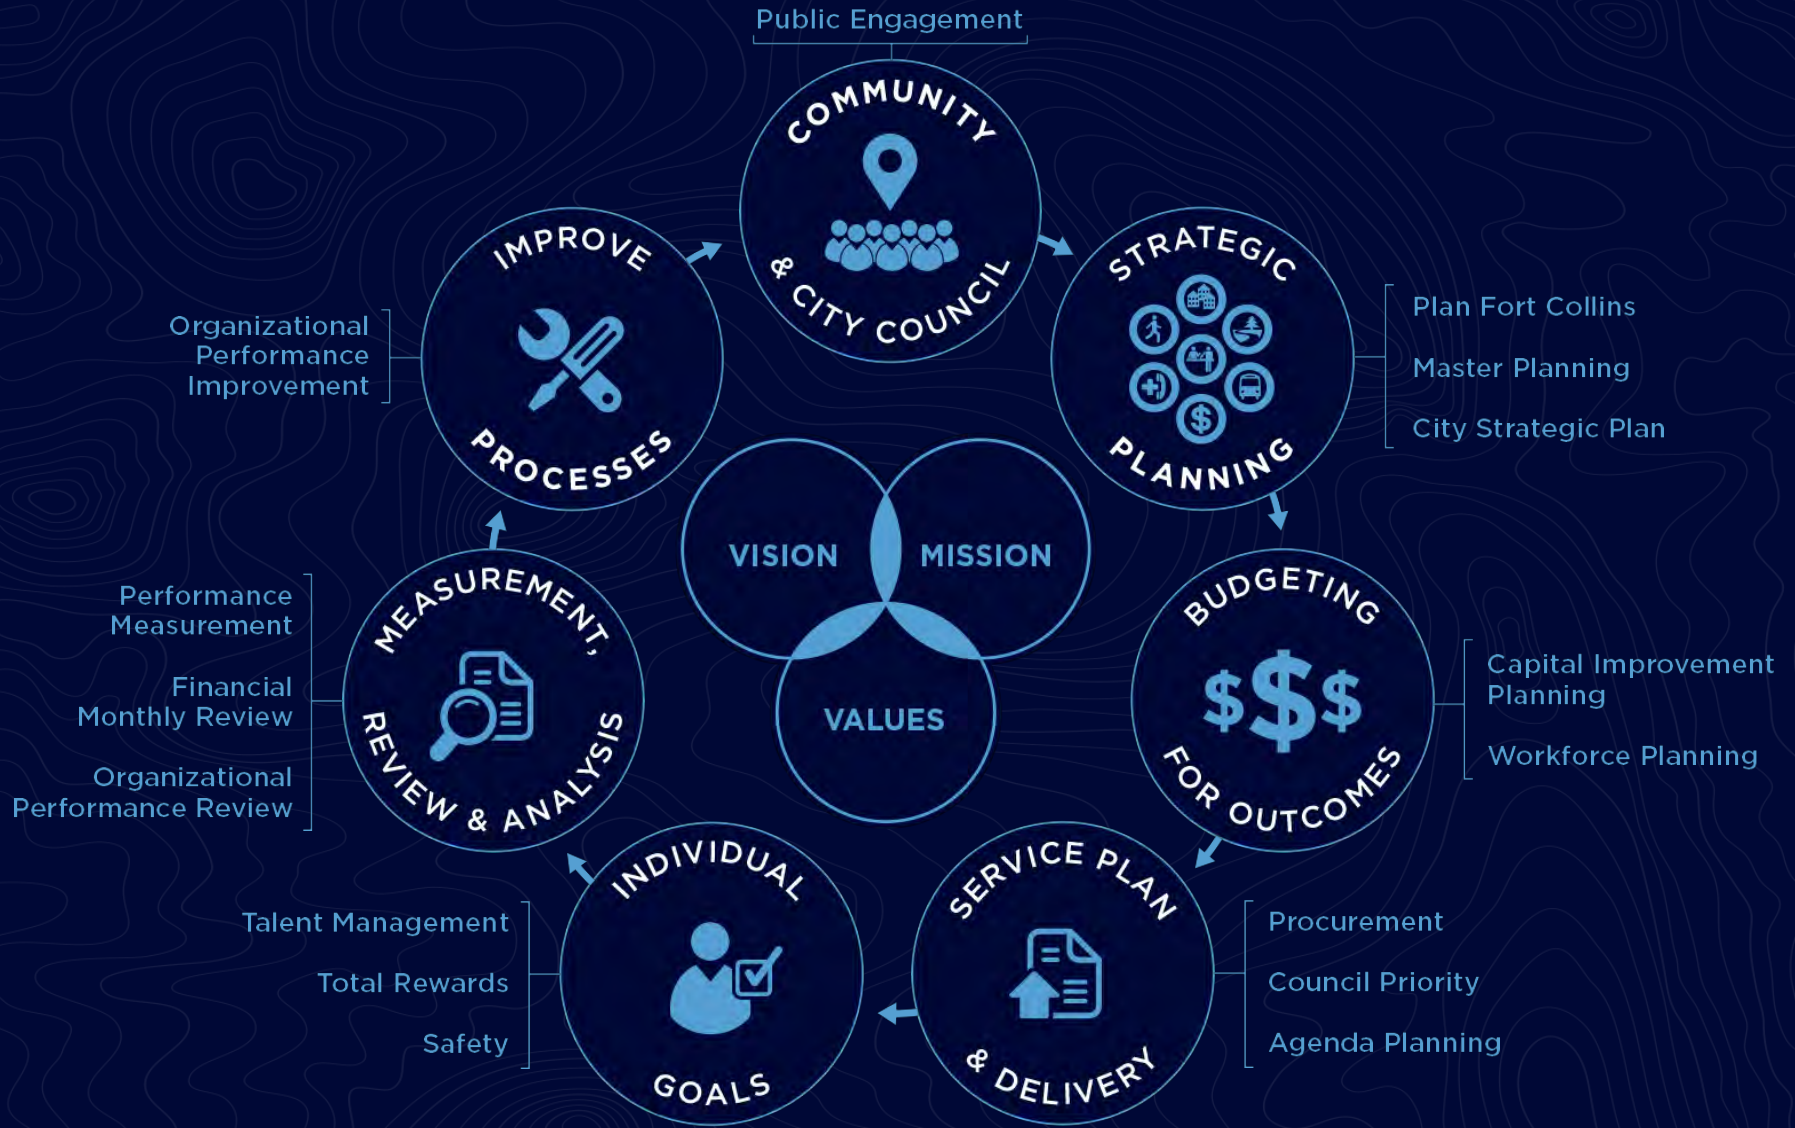 Public Engagement
COMMUNITY
& CITY COUNCIL
STRATEGIC
PLANNING
Plan Fort Collins
Master Planning
City Strategic Plan
BUDGETING
FOR OUTCOMES
Capital Improvement
Planning
Workforce Planning
SERVICE PLAN
& DELIVERY
Procurement
Council Priority
Agenda Planning
INDIVIDUAL
GOALS
Talent Management
Total Rewards
Safety
MEASUREMENT,
REVIEW & ANALYSIS
Performance
Measurement
Financial
Monthly Review
Organizational
Performance Review
IMPROVE
PROCESSES
Organizational
Performance
Improvement
VISION
MISSION
VALUES
$
$$$